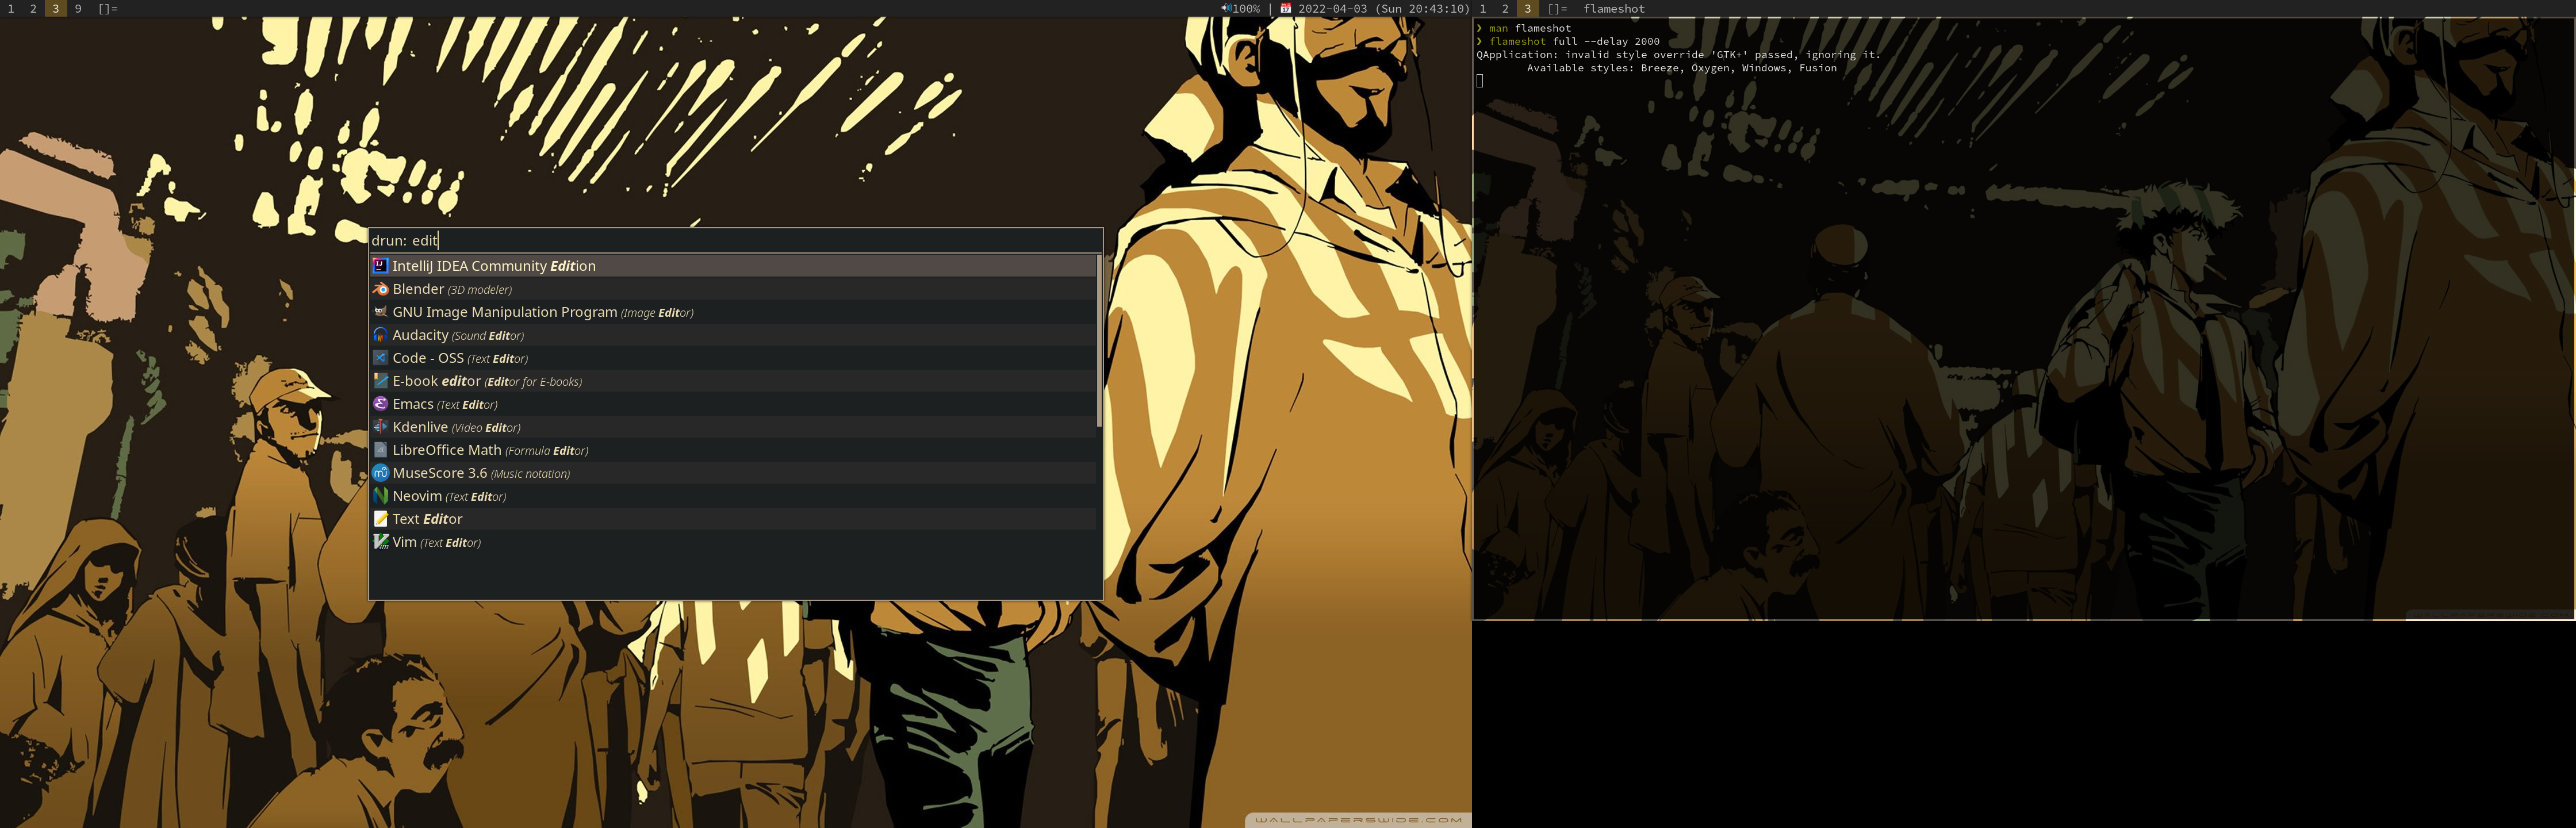 1 2 3 9 []=
100% | 2022-04-03 (Sun 20:43:10)
drun: edit
IntelliJ IDEA Community Edition
Blender (3D modeler)
GNU Image Manipulation Program (Image Editor)
Audacity (Sound Editor)
Code - OSS (Text Editor)
E-book editor (Editor for E-books)
Emacs (Text Editor)
Kdenlive (Video Editor)
LibreOffice Math (Formula Editor)
MuseScore 3.6 (Music notation)
Neovim (Text Editor)
Text Editor
Vim (Text Editor)
WALLPAPERSWIDE.COM
1 2 3 []= flameshot
❯ man flameshot
❯ flameshot full --delay 2000
QApplication: invalid style override 'GTK+' passed, ignoring it.
Available styles: Breeze, Oxygen, Windows, Fusion